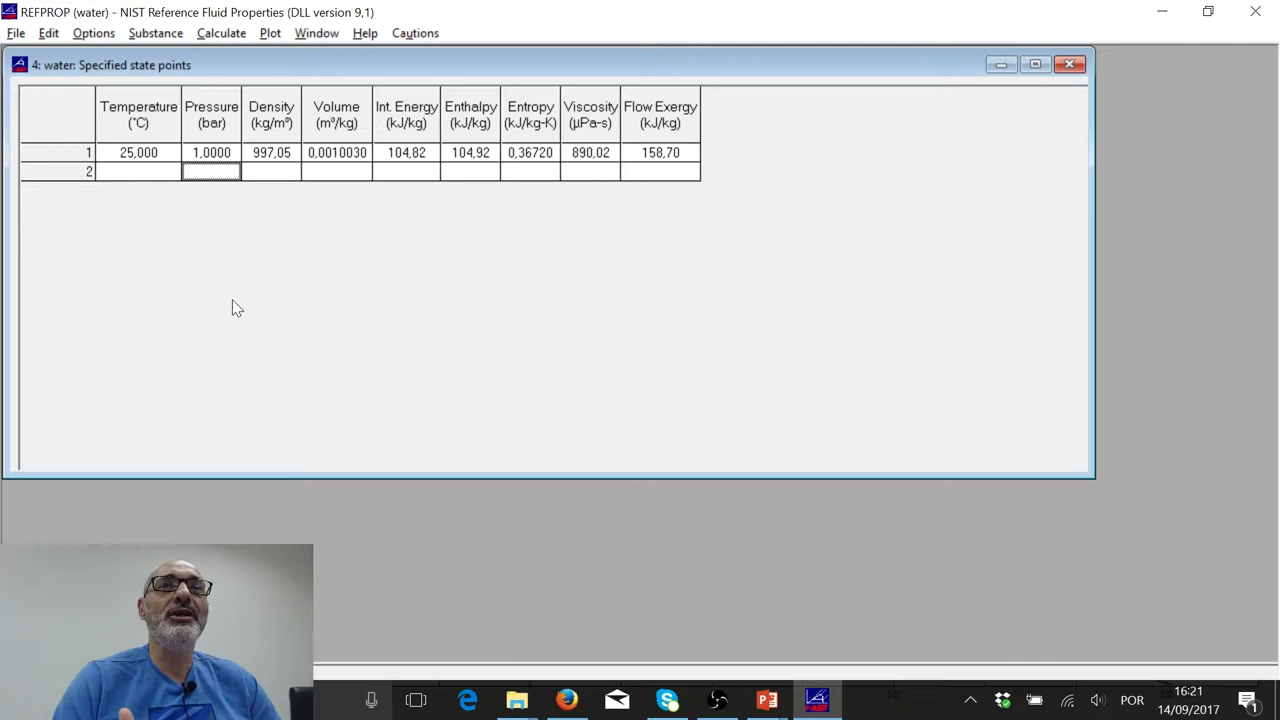 REFPROP (water) - NIST Reference Fluid Properties (DLL version 9,1)
File Edit Options Substance Calculate Plot Window Help Cautions
4: water: Specified state points
Temperature (°C) Pressure (bar) Density (kg/m³) Volume (m³/kg) Int. Energy (kJ/kg) Enthalpy (kJ/kg) Entropy (kJ/kg-K) Viscosity (µPa-s) Flow Exergy (kJ/kg)
1 25,000 1,0000 997,05 0,0010030 104,82 104,92 0,36720 890,02 158,70
2
POR
16:21
14/09/2017
1